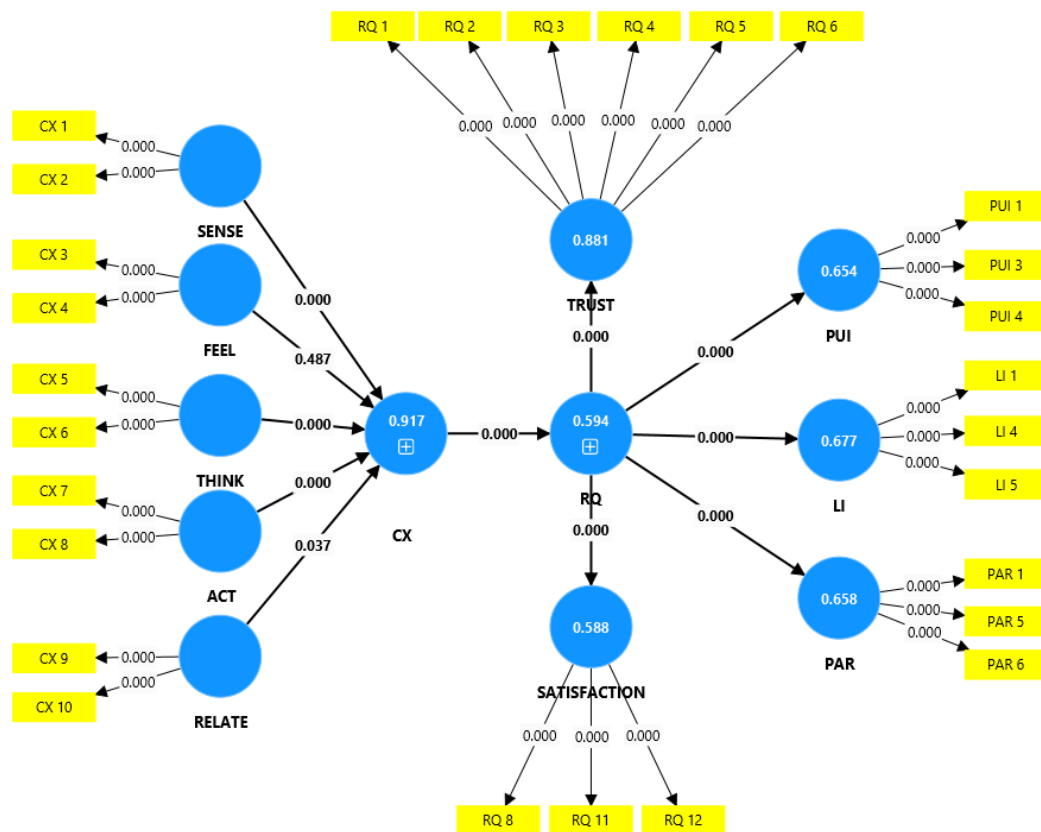 RQ 1
RQ 2
RQ 3
RQ 4
RQ 5
RQ 6
0.000
0.000
0.000
0.000
0.000
0.000
CX 1
0.000
CX 2
0.000
SENSE
CX 3
0.000
CX 4
0.000
FEEL
CX 5
0.000
CX 6
0.000
THINK
CX 7
0.000
CX 8
0.000
ACT
CX 9
0.000
CX 10
0.000
RELATE
0.000
0.487
0.000
0.000
0.037
0.917
CX
0.000
0.881
TRUST
0.000
0.594
RQ
0.000
0.588
SATISFACTION
0.000
0.000
0.000
RQ 8
RQ 11
RQ 12
0.000
0.000
0.000
0.654
PUI
0.000
PUI 1
0.000
PUI 3
0.000
PUI 4
0.677
LI
0.000
LI 1
0.000
LI 4
0.000
LI 5
0.658
PAR
0.000
PAR 1
0.000
PAR 5
0.000
PAR 6